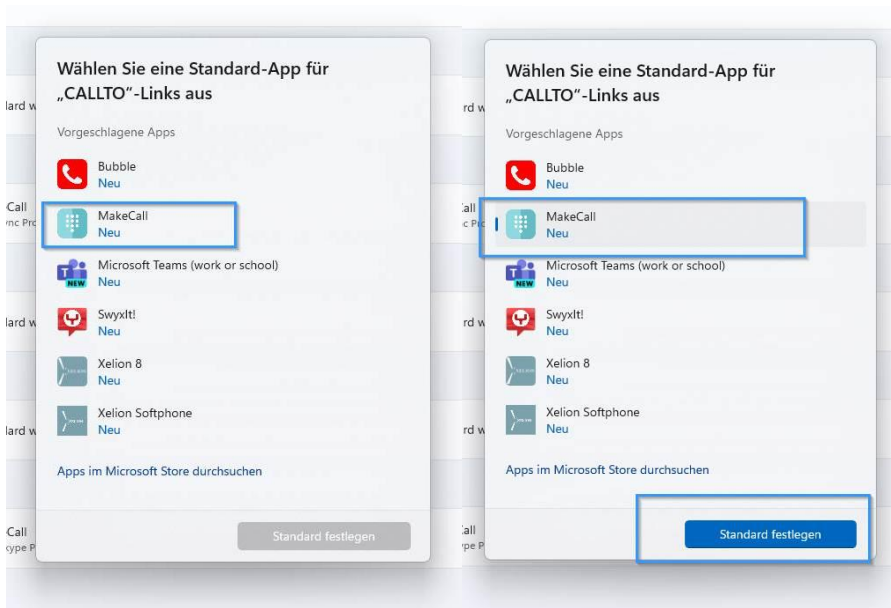 Wählen Sie eine Standard-App für
„CALLTO“-Links aus
Vorgeschlagene Apps
Bubble
Neu
MakeCall
Neu
Microsoft Teams (work or school)
Neu
NEW
SwyxIt!
Neu
Xelion 8
Neu
Xelion Softphone
Neu
Apps im Microsoft Store durchsuchen
Standard festlegen
Wählen Sie eine Standard-App für
„CALLTO“-Links aus
Vorgeschlagene Apps
Bubble
Neu
MakeCall
Neu
Microsoft Teams (work or school)
Neu
NEW
SwyxIt!
Neu
Xelion 8
Neu
Xelion Softphone
Neu
Apps im Microsoft Store durchsuchen
Standard festlegen